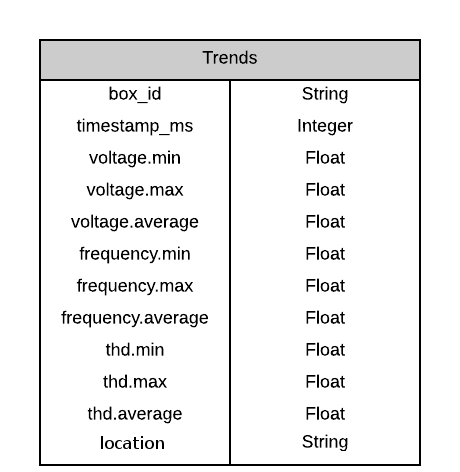 Trends
box_id String
timestamp_ms Integer
voltage.min Float
voltage.max Float
voltage.average Float
frequency.min Float
frequency.max Float
frequency.average Float
thd.min Float
thd.max Float
thd.average Float
location String